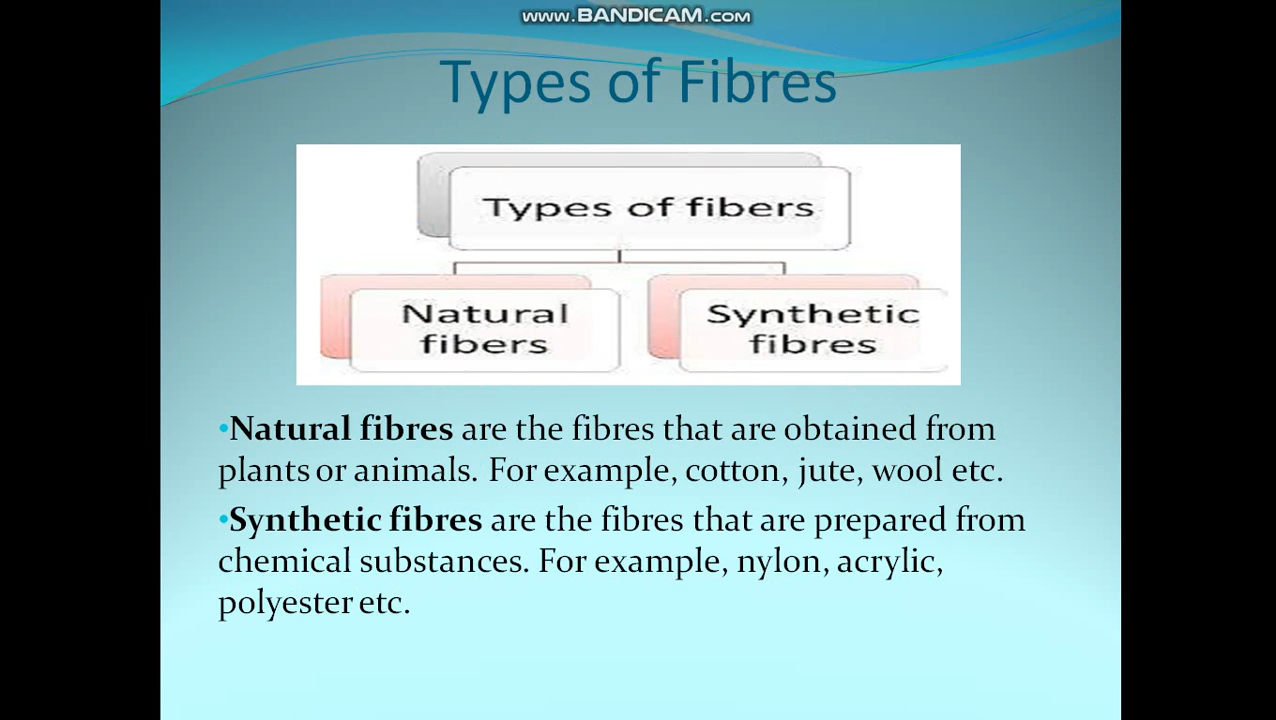 WWW.BANDICAM.COM
Types of Fibres
Types of fibers
Natural
fibers
Synthetic
fibres
•Natural fibres are the fibres that are obtained from
plants or animals. For example, cotton, jute, wool etc.
•Synthetic fibres are the fibres that are prepared from
chemical substances. For example, nylon, acrylic,
polyester etc.